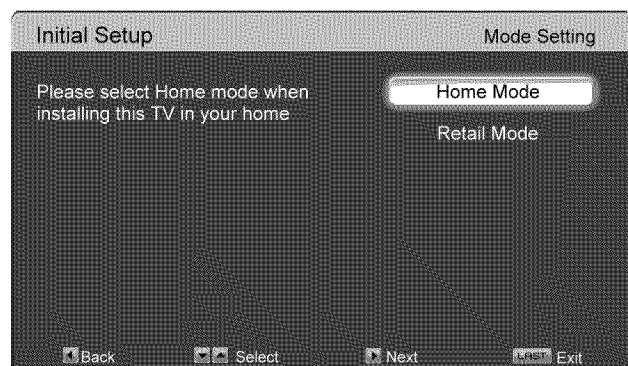 Initial Setup
Mode Setting
Please select Home mode when
installing this TV in your home
Home Mode
Retail Mode
Back
Select
Next
LAST Exit